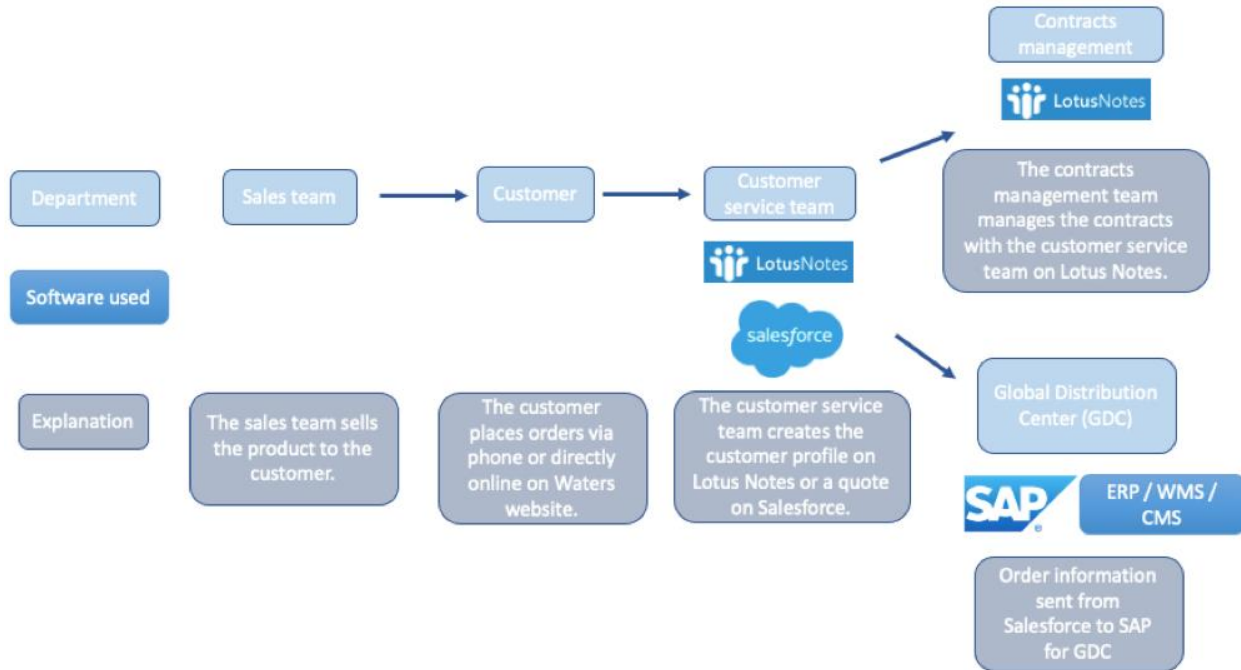 Contracts
management
LotusNotes
The contracts
management team
manages the contracts
with the customer service
team on Lotus Notes.
Department
Sales team
Customer
Customer
service team
LotusNotes
Software used
salesforce
Explanation
The sales team sells
the product to the
customer.
The customer
places orders via
phone or directly
online on Waters
website.
The customer service
team creates the
customer profile on
Lotus Notes or a quote
on Salesforce.
Global Distribution
Center (GDC)
SAP
ERP / WMS /
CMS
Order information
sent from
Salesforce to SAP
for GDC